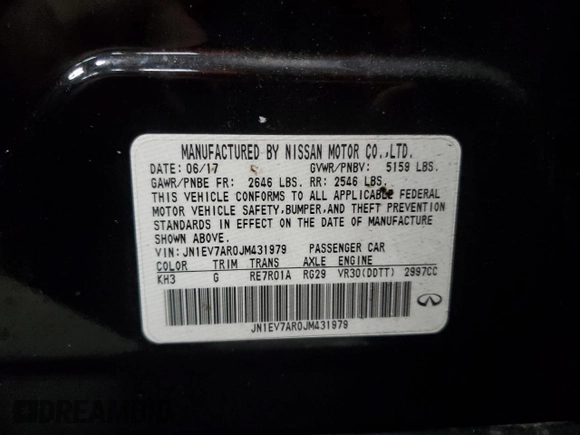 MANUFACTURED BY NISSAN MOTOR CO.,LTD.
DATE: 06/17 GVWR/PNBV: 5159 LBS.
GAWR/PNBE FR: 2646 LBS. RR: 2546 LBS.
THIS VEHICLE CONFORMS TO ALL APPLICABLE FEDERAL
MOTOR VEHICLE SAFETY, BUMPER, AND THEFT PREVENTION
STANDARDS IN EFFECT ON THE DATE OF MANUFACTURE
SHOWN ABOVE.
VIN: JN1EV7AR0JM431979 PASSENGER CAR
COLOR TRIM TRANS AXLE ENGINE
KH3 G RE7R01A RG29 VR30(DDTT) 2997CC
JN1EV7AR0JM431979
DREAMBID